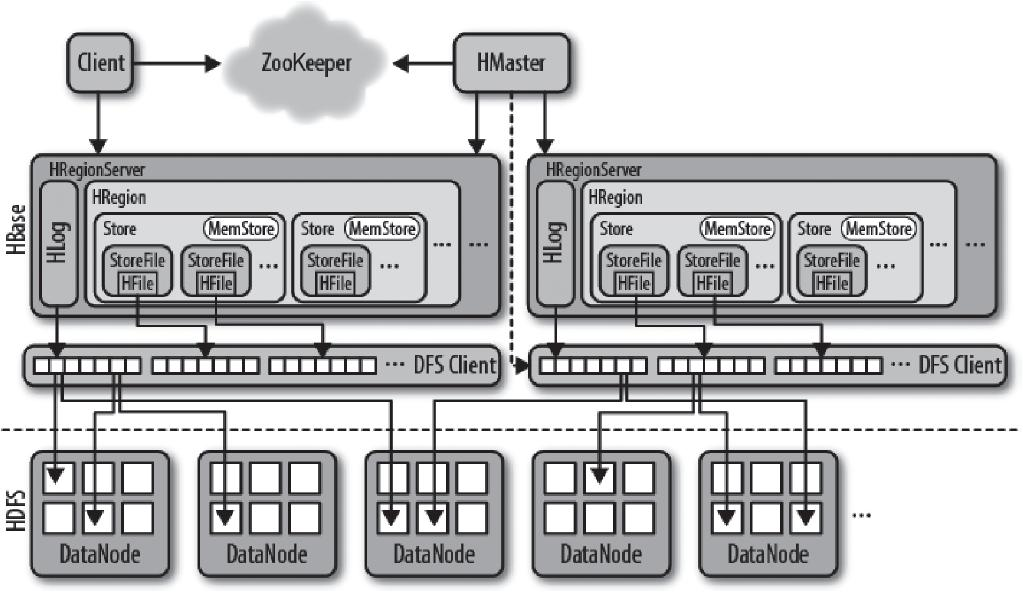 Client
ZooKeeper
HMaster
HBase
HRegionServer
HLog
HRegion
Store
MemStore
StoreFile
HFile
StoreFile
HFile
...
Store
MemStore
StoreFile
HFile
...
...
...
HRegionServer
HLog
HRegion
Store
MemStore
StoreFile
HFile
StoreFile
HFile
...
Store
MemStore
StoreFile
HFile
...
...
...
... DFS Client
... DFS Client
HDFS
DataNode
DataNode
DataNode
DataNode
DataNode
...